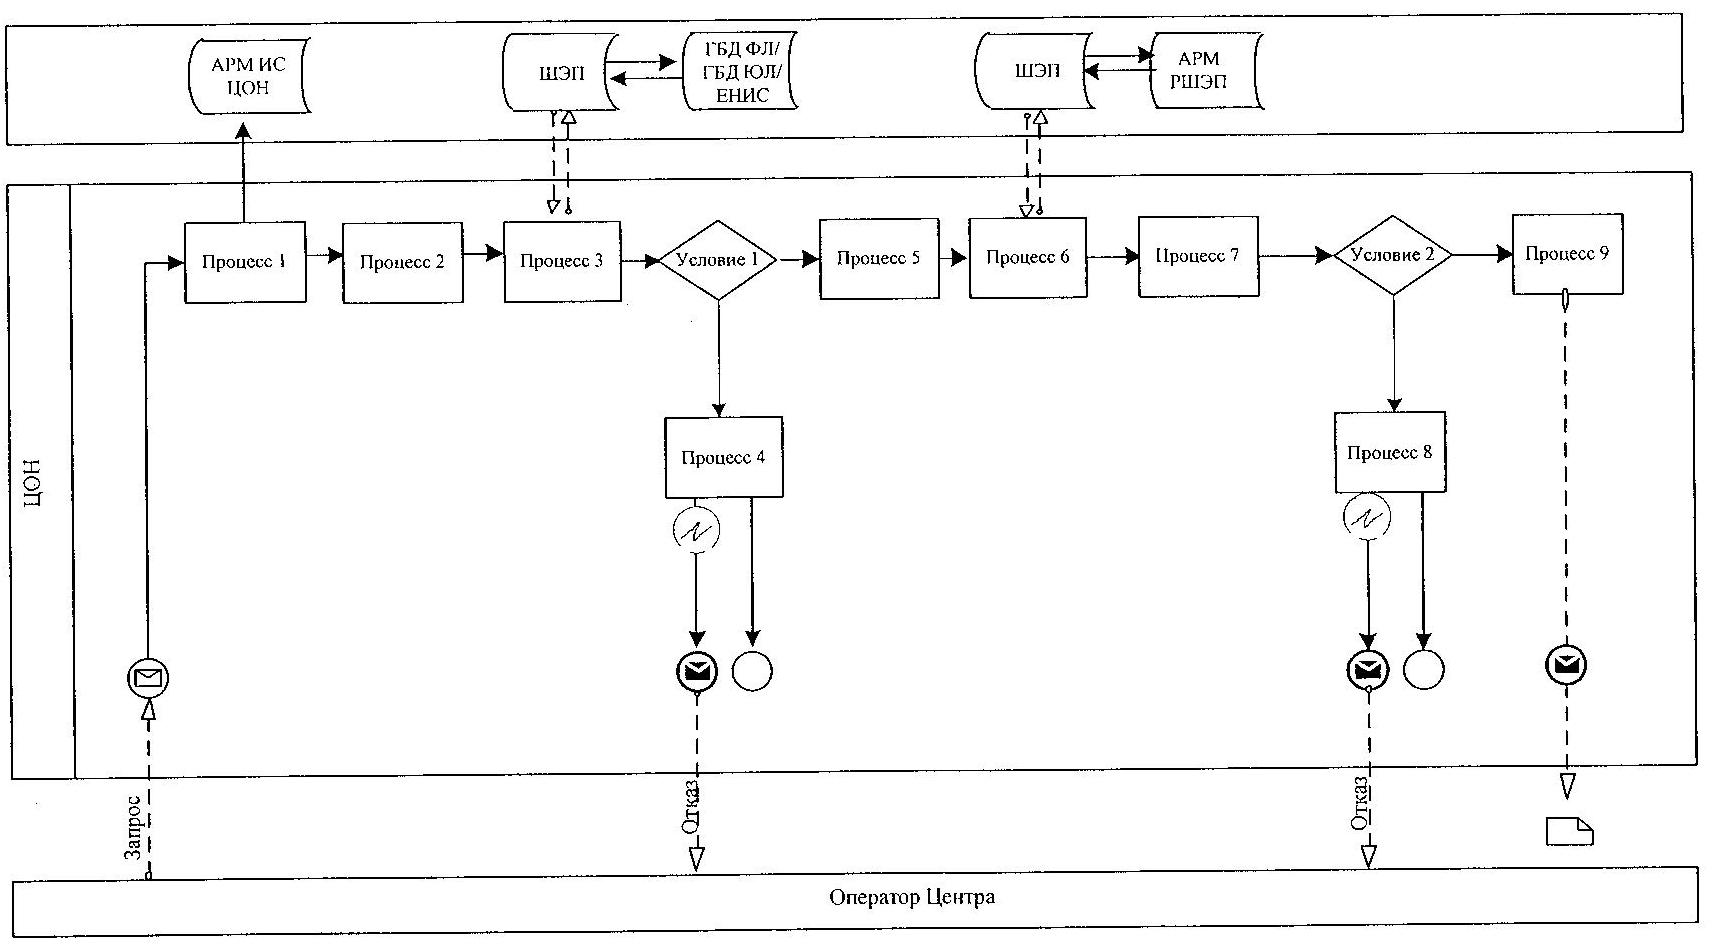 АРМ ИС
ЦОН
ШЭП
ГБД ФЛ/
ГБД ЮЛ/
ЕНИС
ШЭП
АРМ
РШЭП
ЦОН
Процесс 1
Процесс 2
Процесс 3
Условие 1
Процесс 5
Процесс 6
Процесс 7
Условие 2
Процесс 9
Процесс 4
Процесс 8
Запрос
Отказ
Отказ
Оператор Центра